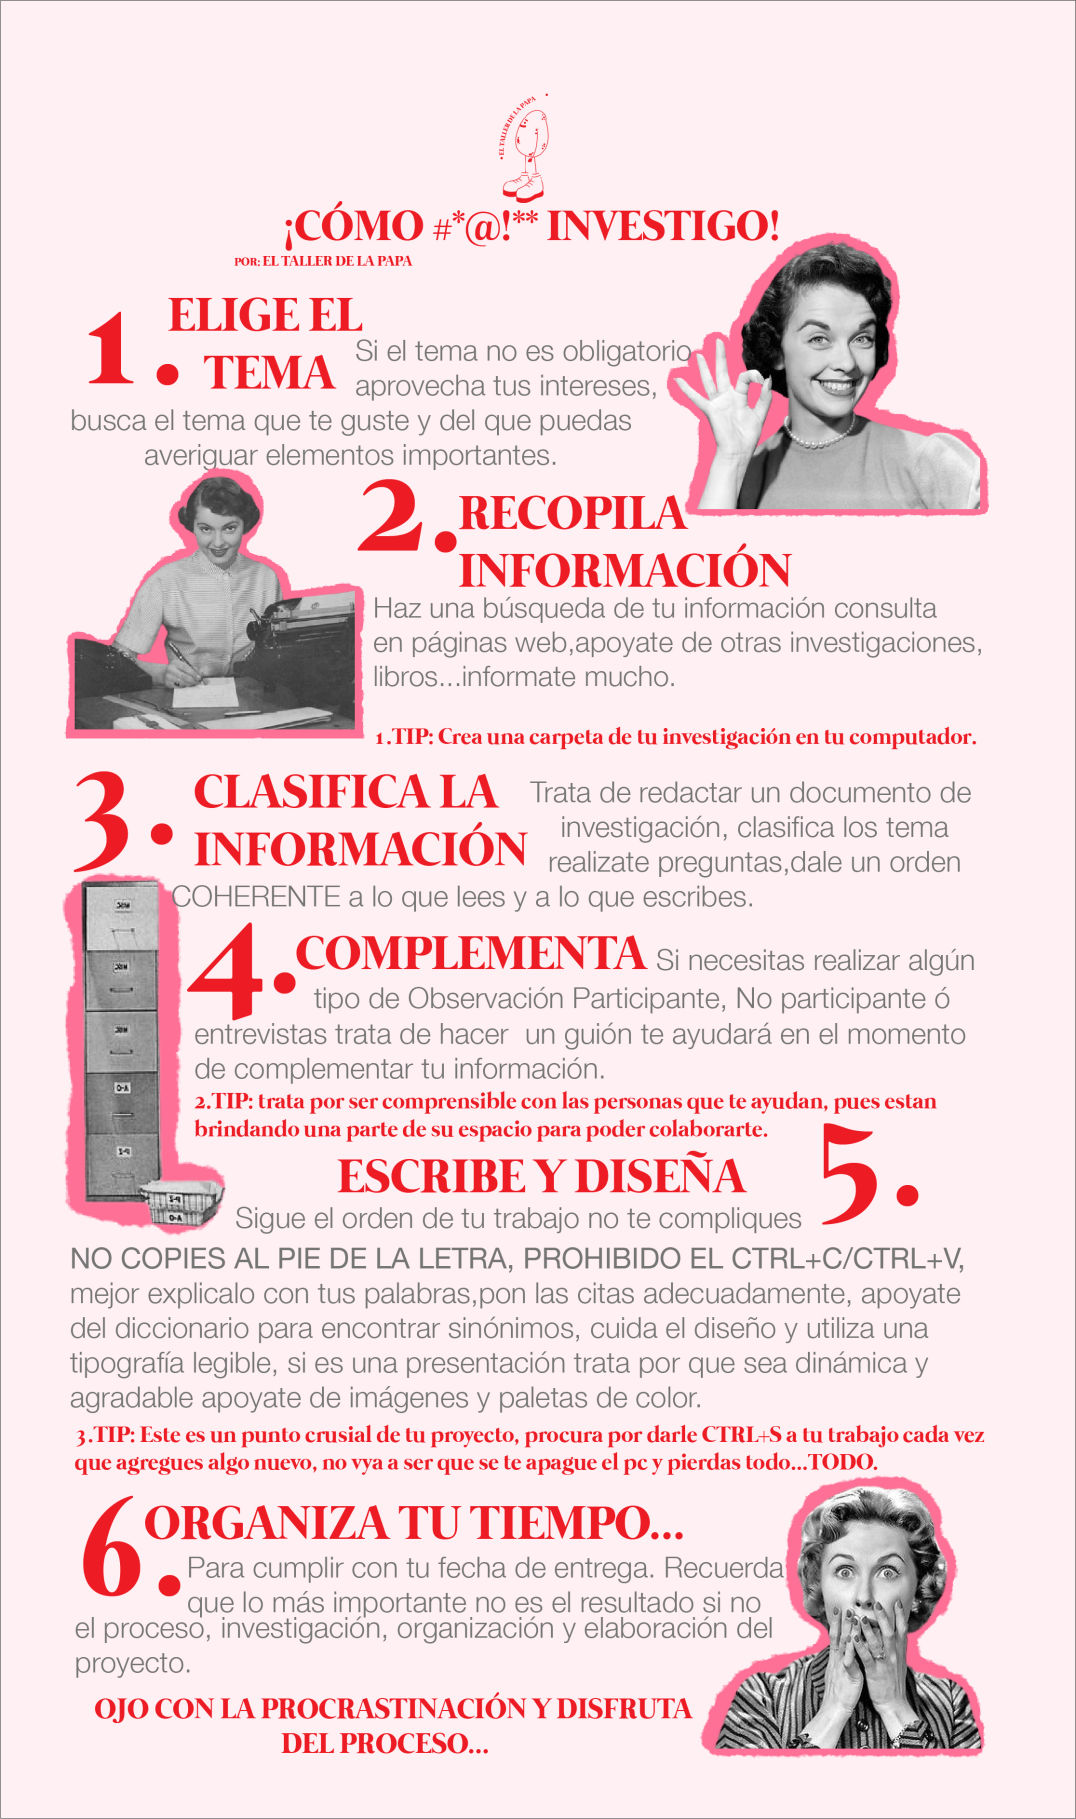 • EL TALLER DE LA PAPA •
¡CÓMO #*@!** INVESTIGO!
POR: EL TALLER DE LA PAPA
1. ELIGE EL
TEMA
Si el tema no es obligatorio
aprovecha tus intereses,
busca el tema que te guste y del que puedas
averiguar elementos importantes.
2. RECOPILA
INFORMACIÓN
Haz una búsqueda de tu información consulta
en páginas web,apoyate de otras investigaciones,
libros...informate mucho.
1.TIP: Crea una carpeta de tu investigación en tu computador.
3. CLASIFICA LA
INFORMACIÓN
Trata de redactar un documento de
investigación, clasifica los tema
realizate preguntas,dale un orden
COHERENTE a lo que lees y a lo que escribes.
4. COMPLEMENTA
Si necesitas realizar algún
tipo de Observación Participante, No participante ó
entrevistas trata de hacer  un guión te ayudará en el momento
de complementar tu información.
2.TIP: trata por ser comprensible con las personas que te ayudan, pues estan
brindando una parte de su espacio para poder colaborarte.
5.
ESCRIBE Y DISEÑA
Sigue el orden de tu trabajo no te compliques
NO COPIES AL PIE DE LA LETRA, PROHIBIDO EL CTRL+C/CTRL+V,
mejor explicalo con tus palabras,pon las citas adecuadamente, apoyate
del diccionario para encontrar sinónimos, cuida el diseño y utiliza una
tipografía legible, si es una presentación trata por que sea dinámica y
agradable apoyate de imágenes y paletas de color.
3.TIP: Este es un punto crusial de tu proyecto, procura por darle CTRL+S a tu trabajo cada vez
que agregues algo nuevo, no vya a ser que se te apague el pc y pierdas todo...TODO.
6. ORGANIZA TU TIEMPO...
Para cumplir con tu fecha de entrega. Recuerda
que lo más importante no es el resultado si no
el proceso, investigación, organización y elaboración del
proyecto.
OJO CON LA PROCRASTINACIÓN Y DISFRUTA
DEL PROCESO...